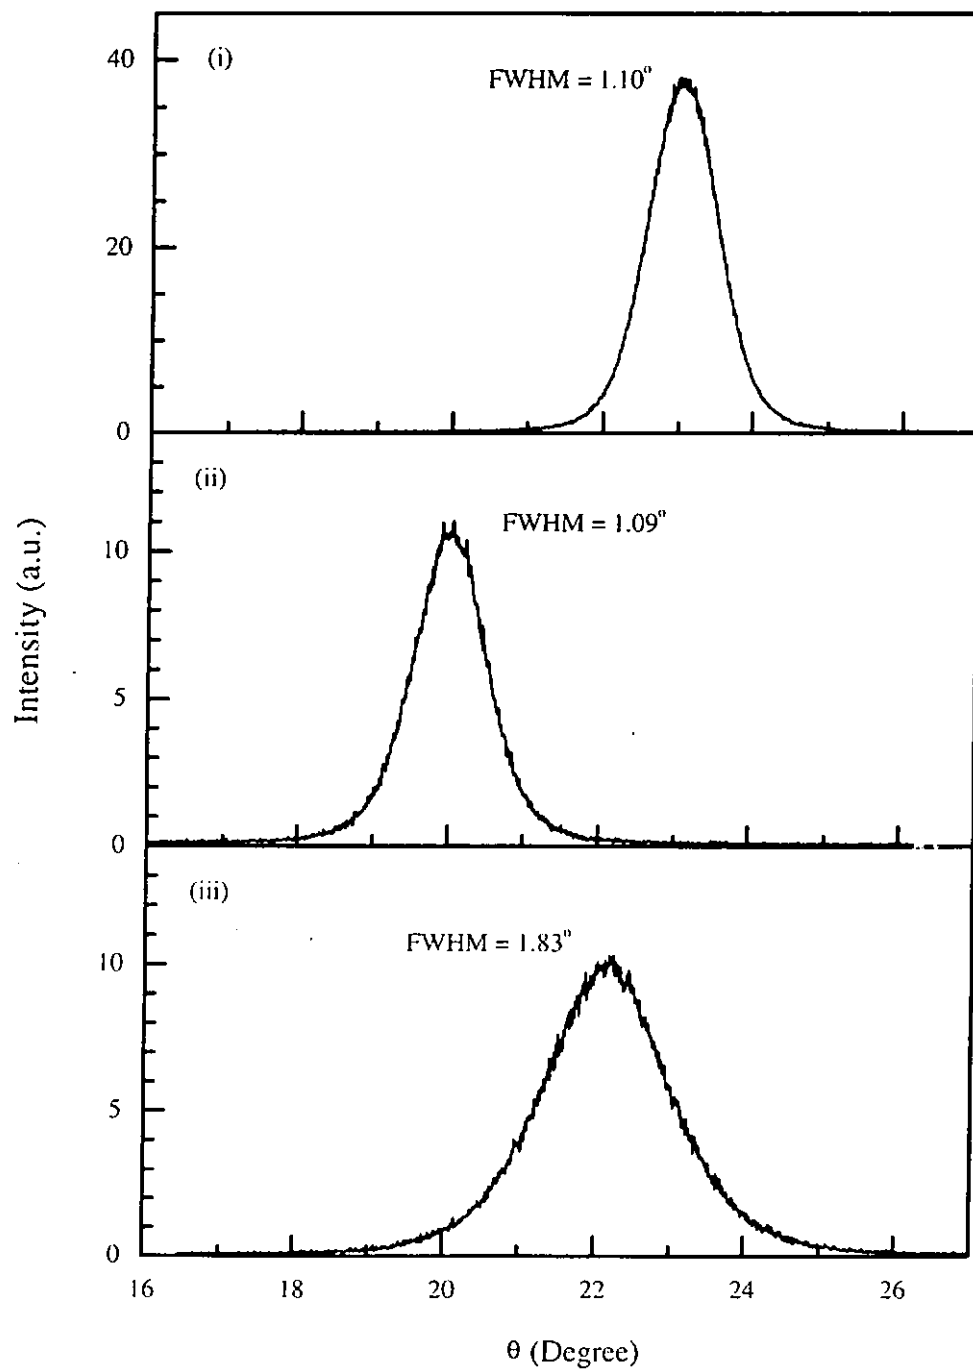 (i)
FWHM = 1.10°
40
20
0
(ii)
FWHM = 1.09°
10
5
0
(iii)
FWHM = 1.83°
10
5
0
Intensity (a.u.)
16 18 20 22 24 26
θ (Degree)